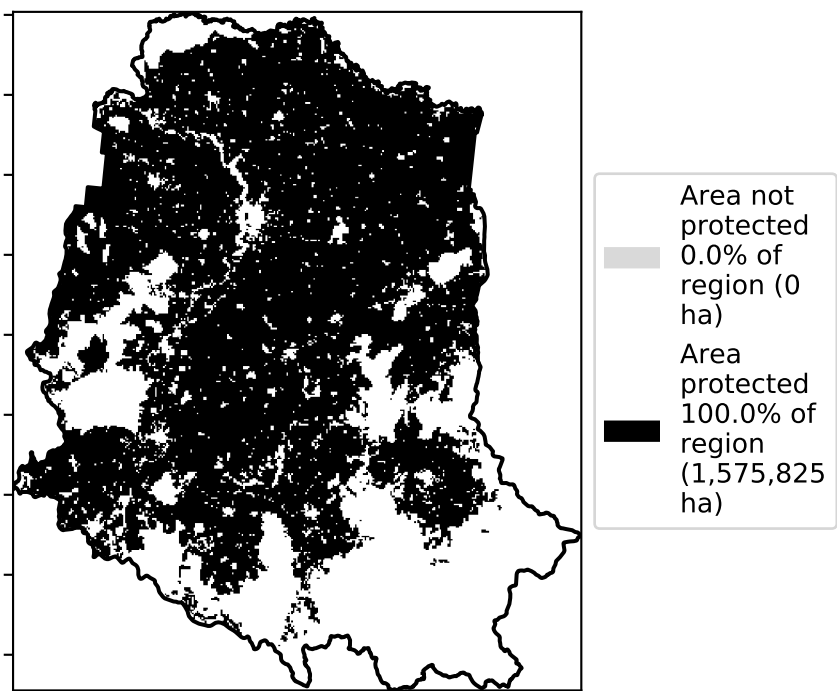 Area not
protected
0.0% of
region (0
ha)
Area
protected
100.0% of
region
(1,575,825
ha)